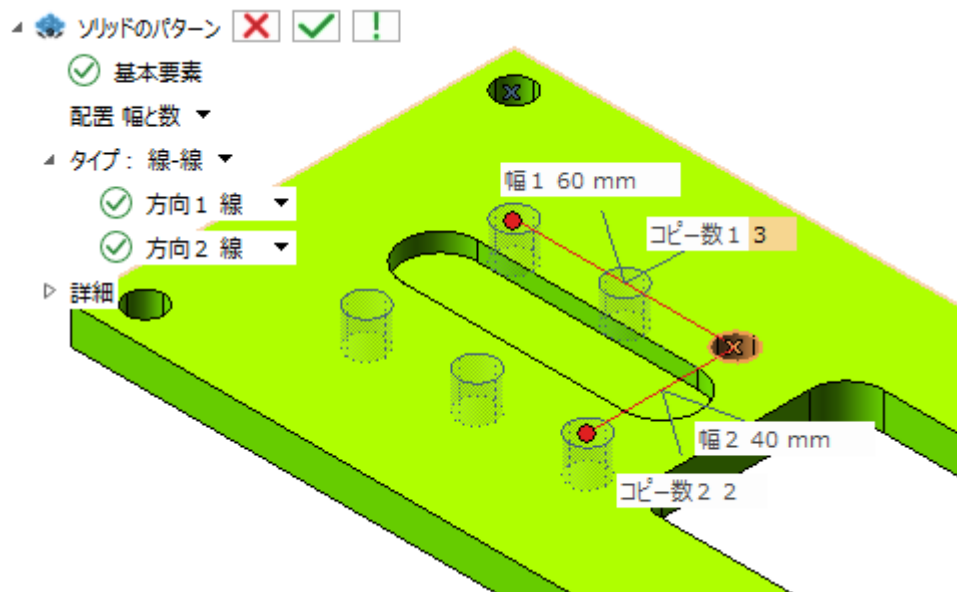 ソリッドのパターン
基本要素
配置 幅と数
タイプ : 線-線
方向1 線
方向2 線
詳細
幅1 60 mm
コピー数1 3
幅2 40 mm
コピー数2 2